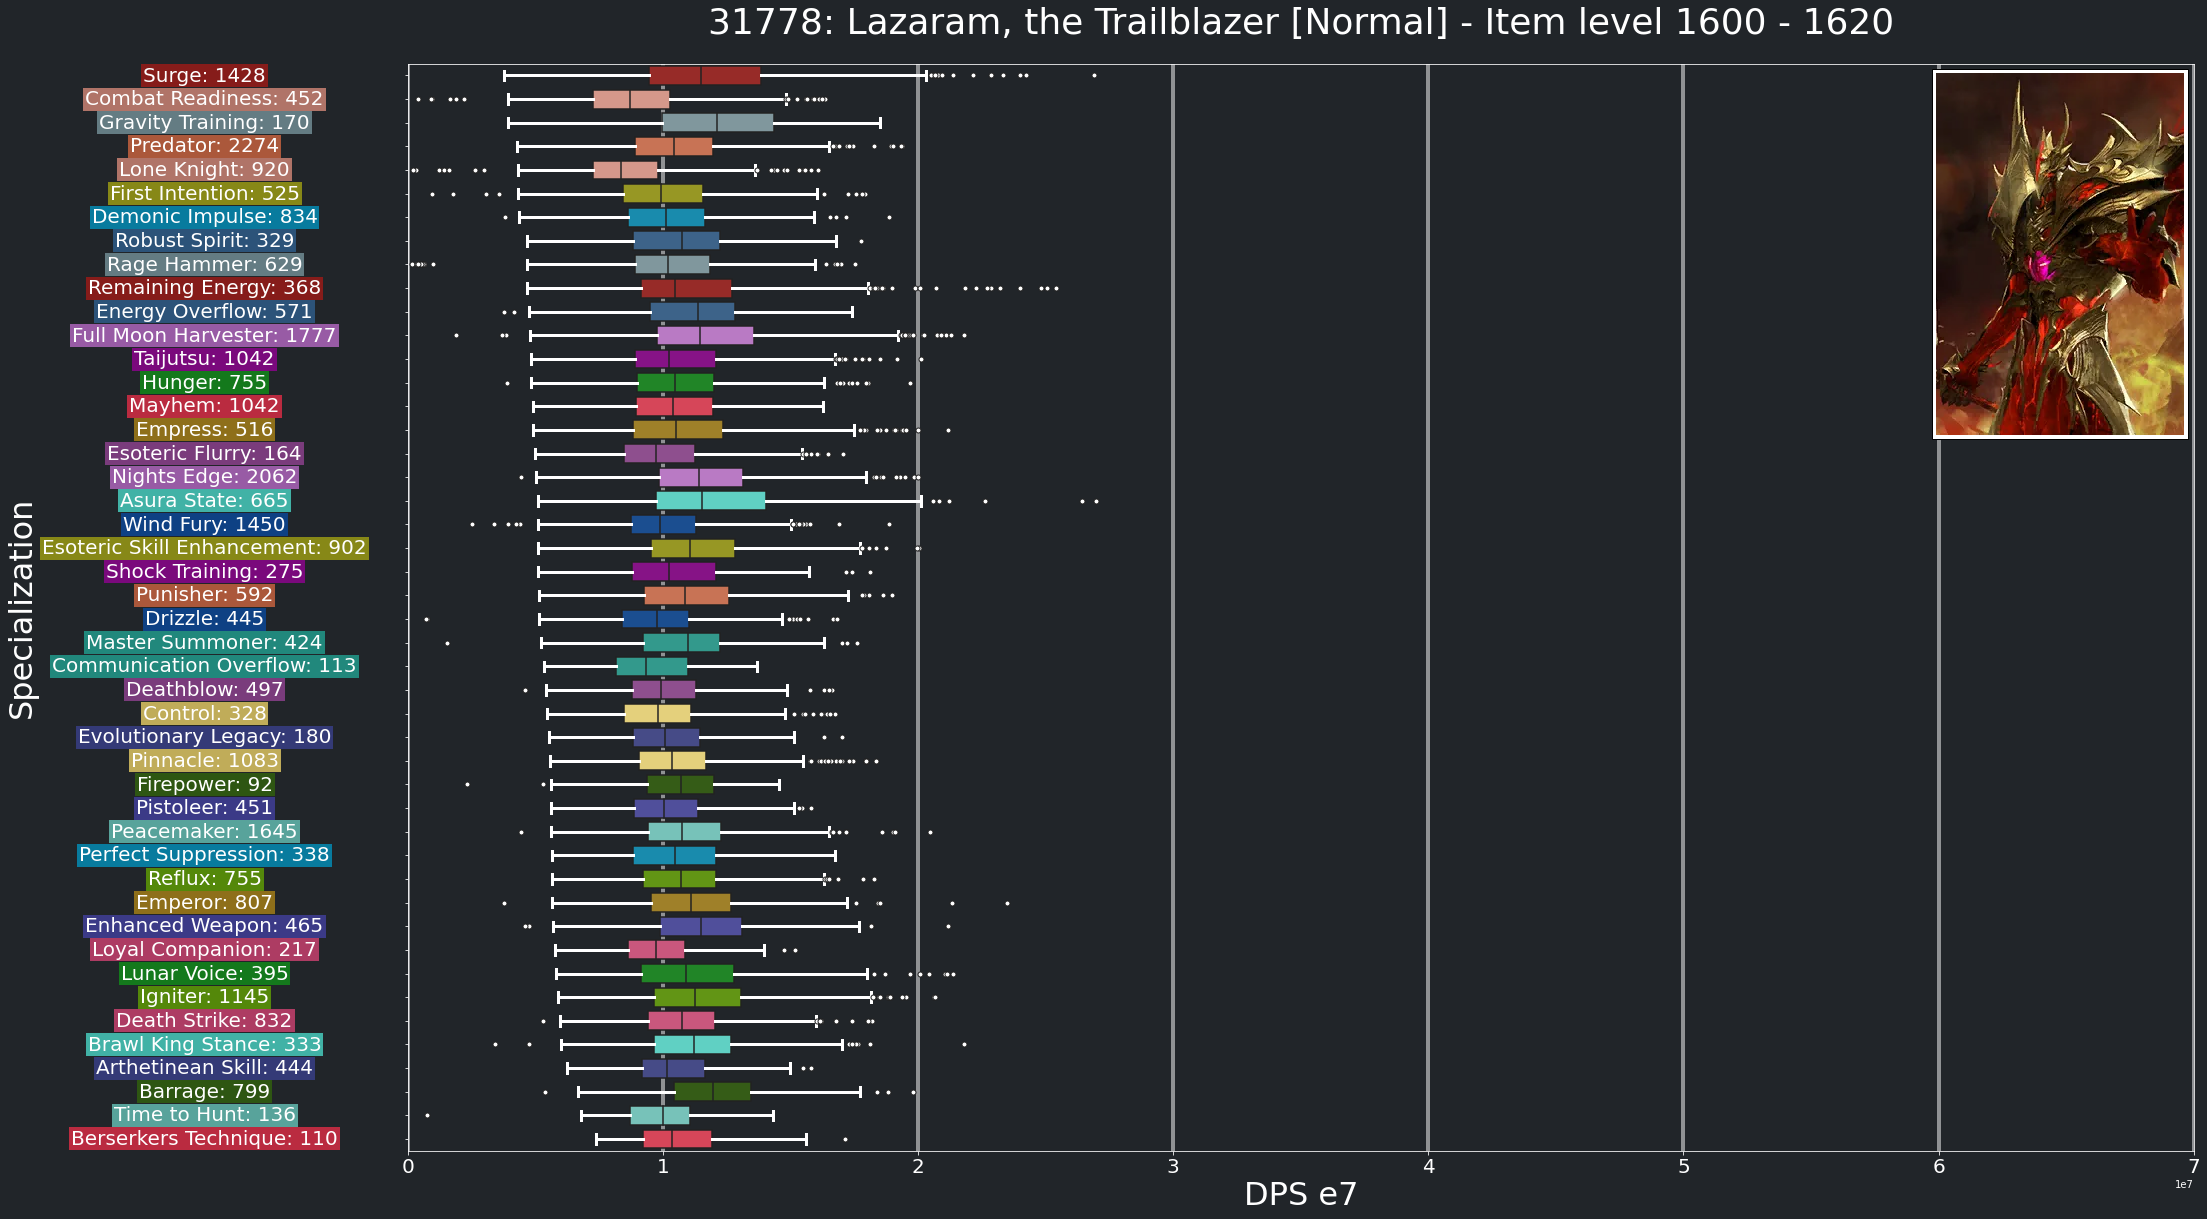 31778: Lazaram, the Trailblazer [Normal] - Item level 1600 - 1620
Surge: 1428
Combat Readiness: 452
Gravity Training: 170
Predator: 2274
Lone Knight: 920
First Intention: 525
Demonic Impulse: 834
Robust Spirit: 329
Rage Hammer: 629
Remaining Energy: 368
Energy Overflow: 571
Full Moon Harvester: 1777
Taijutsu: 1042
Hunger: 755
Mayhem: 1042
Empress: 516
Esoteric Flurry: 164
Nights Edge: 2062
Asura State: 665
Wind Fury: 1450
Esoteric Skill Enhancement: 902
Shock Training: 275
Punisher: 592
Drizzle: 445
Master Summoner: 424
Communication Overflow: 113
Deathblow: 497
Control: 328
Evolutionary Legacy: 180
Pinnacle: 1083
Firepower: 92
Pistoleer: 451
Peacemaker: 1645
Perfect Suppression: 338
Reflux: 755
Emperor: 807
Enhanced Weapon: 465
Loyal Companion: 217
Lunar Voice: 395
Igniter: 1145
Death Strike: 832
Brawl King Stance: 333
Arthetinean Skill: 444
Barrage: 799
Time to Hunt: 136
Berserkers Technique: 110
Specialization
0 1 2 3 4 5 6 7
1e7
DPS e7